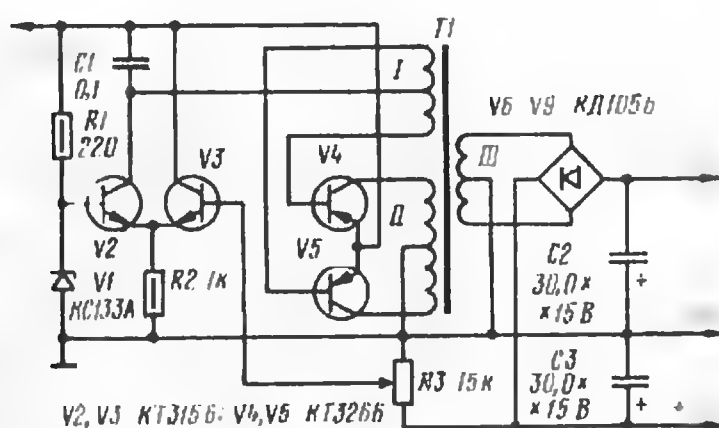 T1
C1
0,1
I
R1
220
V6 V9 КД105Б
V3
V4
III
II
V2
V5
V1
КС133А
R2 1к
C2
30,0×
×15 В
+
R3 15к
C3
30,0×
×15 В
+
+
V2, V3 КТ315Б; V4, V5 КТ326Б